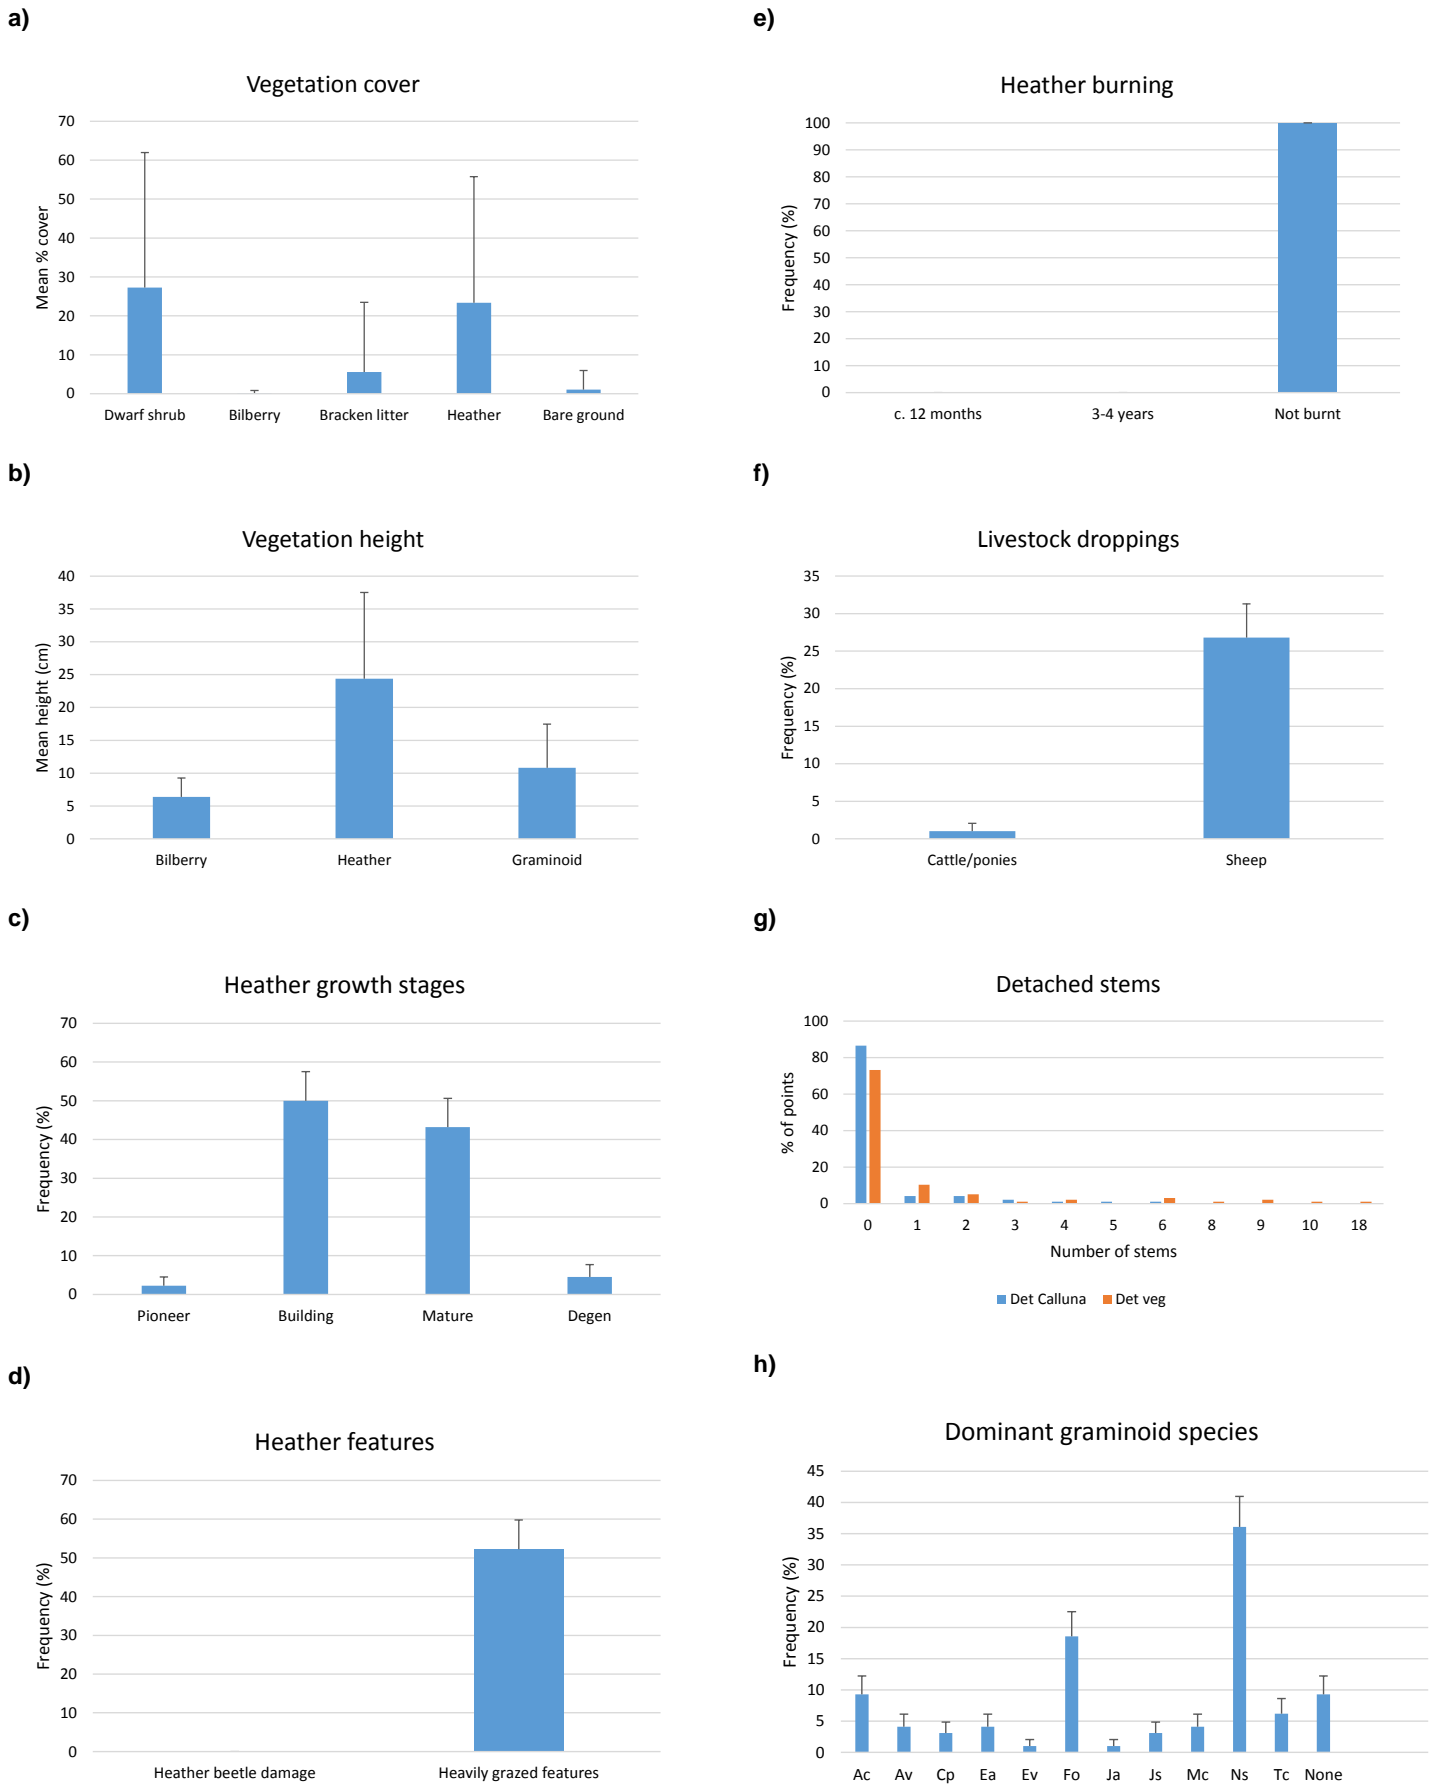 a)
Vegetation cover
Mean % cover
70
60
50
40
30
20
10
0
Dwarf shrub Bilberry Bracken litter Heather Bare ground
b)
Vegetation height
Mean height (cm)
40
35
30
25
20
15
10
5
0
Bilberry Heather Graminoid
c)
Heather growth stages
Frequency (%)
70
60
50
40
30
20
10
0
Pioneer Building Mature Degen
d)
Heather features
Frequency (%)
70
60
50
40
30
20
10
0
Heather beetle damage Heavily grazed features
e)
Heather burning
Frequency (%)
100
90
80
70
60
50
40
30
20
10
0
c. 12 months 3-4 years Not burnt
f)
Livestock droppings
Frequency (%)
35
30
25
20
15
10
5
0
Cattle/ponies Sheep
g)
Detached stems
% of points
100
80
60
40
20
0
0 1 2 3 4 5 6 8 9 10 18
Number of stems
Det Calluna Det veg
h)
Dominant graminoid species
Frequency (%)
45
40
35
30
25
20
15
10
5
0
Ac Av Cp Ea Ev Fo Ja Js Mc Ns Tc None